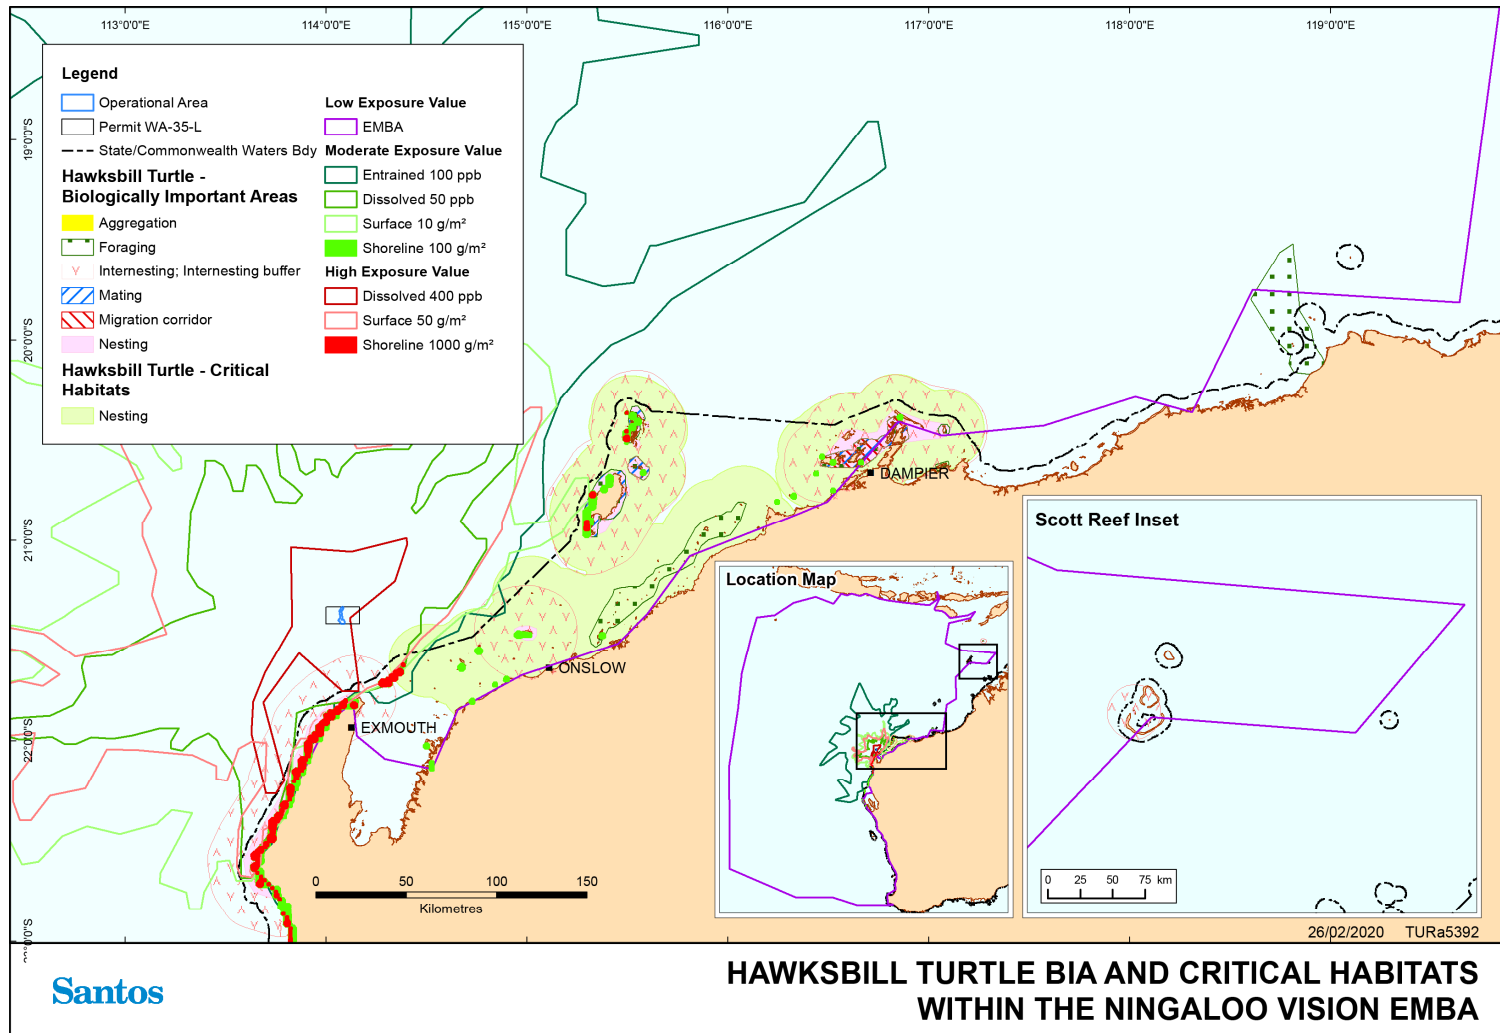 113°0'0"E
114°0'0"E
115°0'0"E
116°0'0"E
117°0'0"E
118°0'0"E
119°0'0"E
19°0'0"S
20°0'0"S
21°0'0"S
22°0'0"S
Legend
Operational Area
Permit WA-35-L
State/Commonwealth Waters Bdy
Hawksbill Turtle -
Biologically Important Areas
Aggregation
Foraging
Internesting; Internesting buffer
Mating
Migration corridor
Nesting
Hawksbill Turtle - Critical
Habitats
Nesting
Low Exposure Value
EMBA
Moderate Exposure Value
Entrained 100 ppb
Dissolved 50 ppb
Surface 10 g/m²
Shoreline 100 g/m²
High Exposure Value
Dissolved 400 ppb
Surface 50 g/m²
Shoreline 1000 g/m²
DAMPIER
ONSLOW
EXMOUTH
0 50 100 150
Kilometres
Location Map
Scott Reef Inset
0 25 50 75 km
26/02/2020 TURa5392
Santos
HAWKSBILL TURTLE BIA AND CRITICAL HABITATS
WITHIN THE NINGALOO VISION EMBA